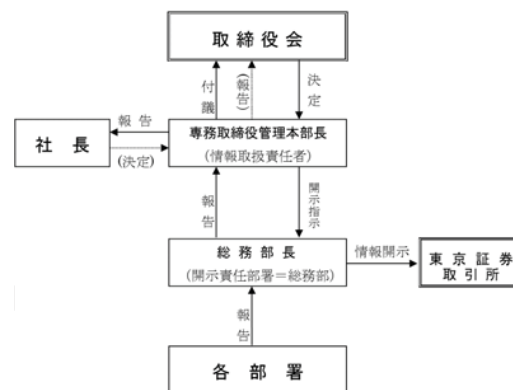 取締役会
付議
(報告)
決定
報告
社長
(決定)
専務取締役管理本部長
(情報取扱責任者)
報告
開示指示
総務部長
(開示責任部署＝総務部)
情報開示
東京証券
取引所
報告
各部署